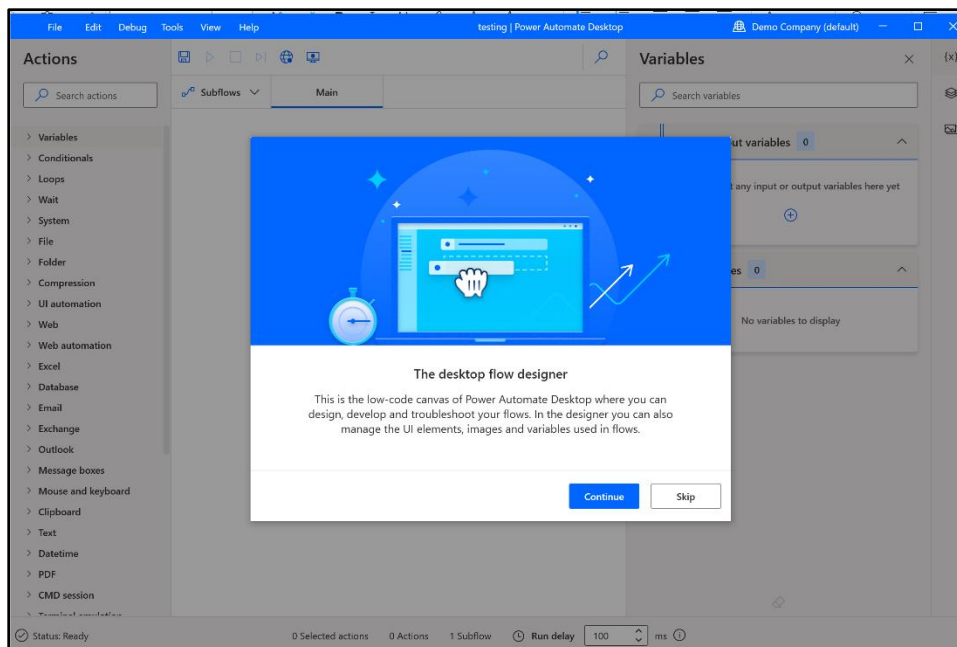 File Edit Debug Tools View Help testing | Power Automate Desktop Demo Company (default)
Actions
Search actions
Variables
Conditionals
Loops
Wait
System
File
Folder
Compression
UI automation
Web
Web automation
Excel
Database
Email
Exchange
Outlook
Message boxes
Mouse and keyboard
Clipboard
Text
Datetime
PDF
CMD session
Subflows Main
The desktop flow designer
This is the low-code canvas of Power Automate Desktop where you can
design, develop and troubleshoot your flows. In the designer you can also
manage the UI elements, images and variables used in flows.
Continue Skip
Variables
Search variables
variables 0
any input or output variables here yet
0
No variables to display
{x}
Status: Ready 0 Selected actions 0 Actions 1 Subflow Run delay 100 ms